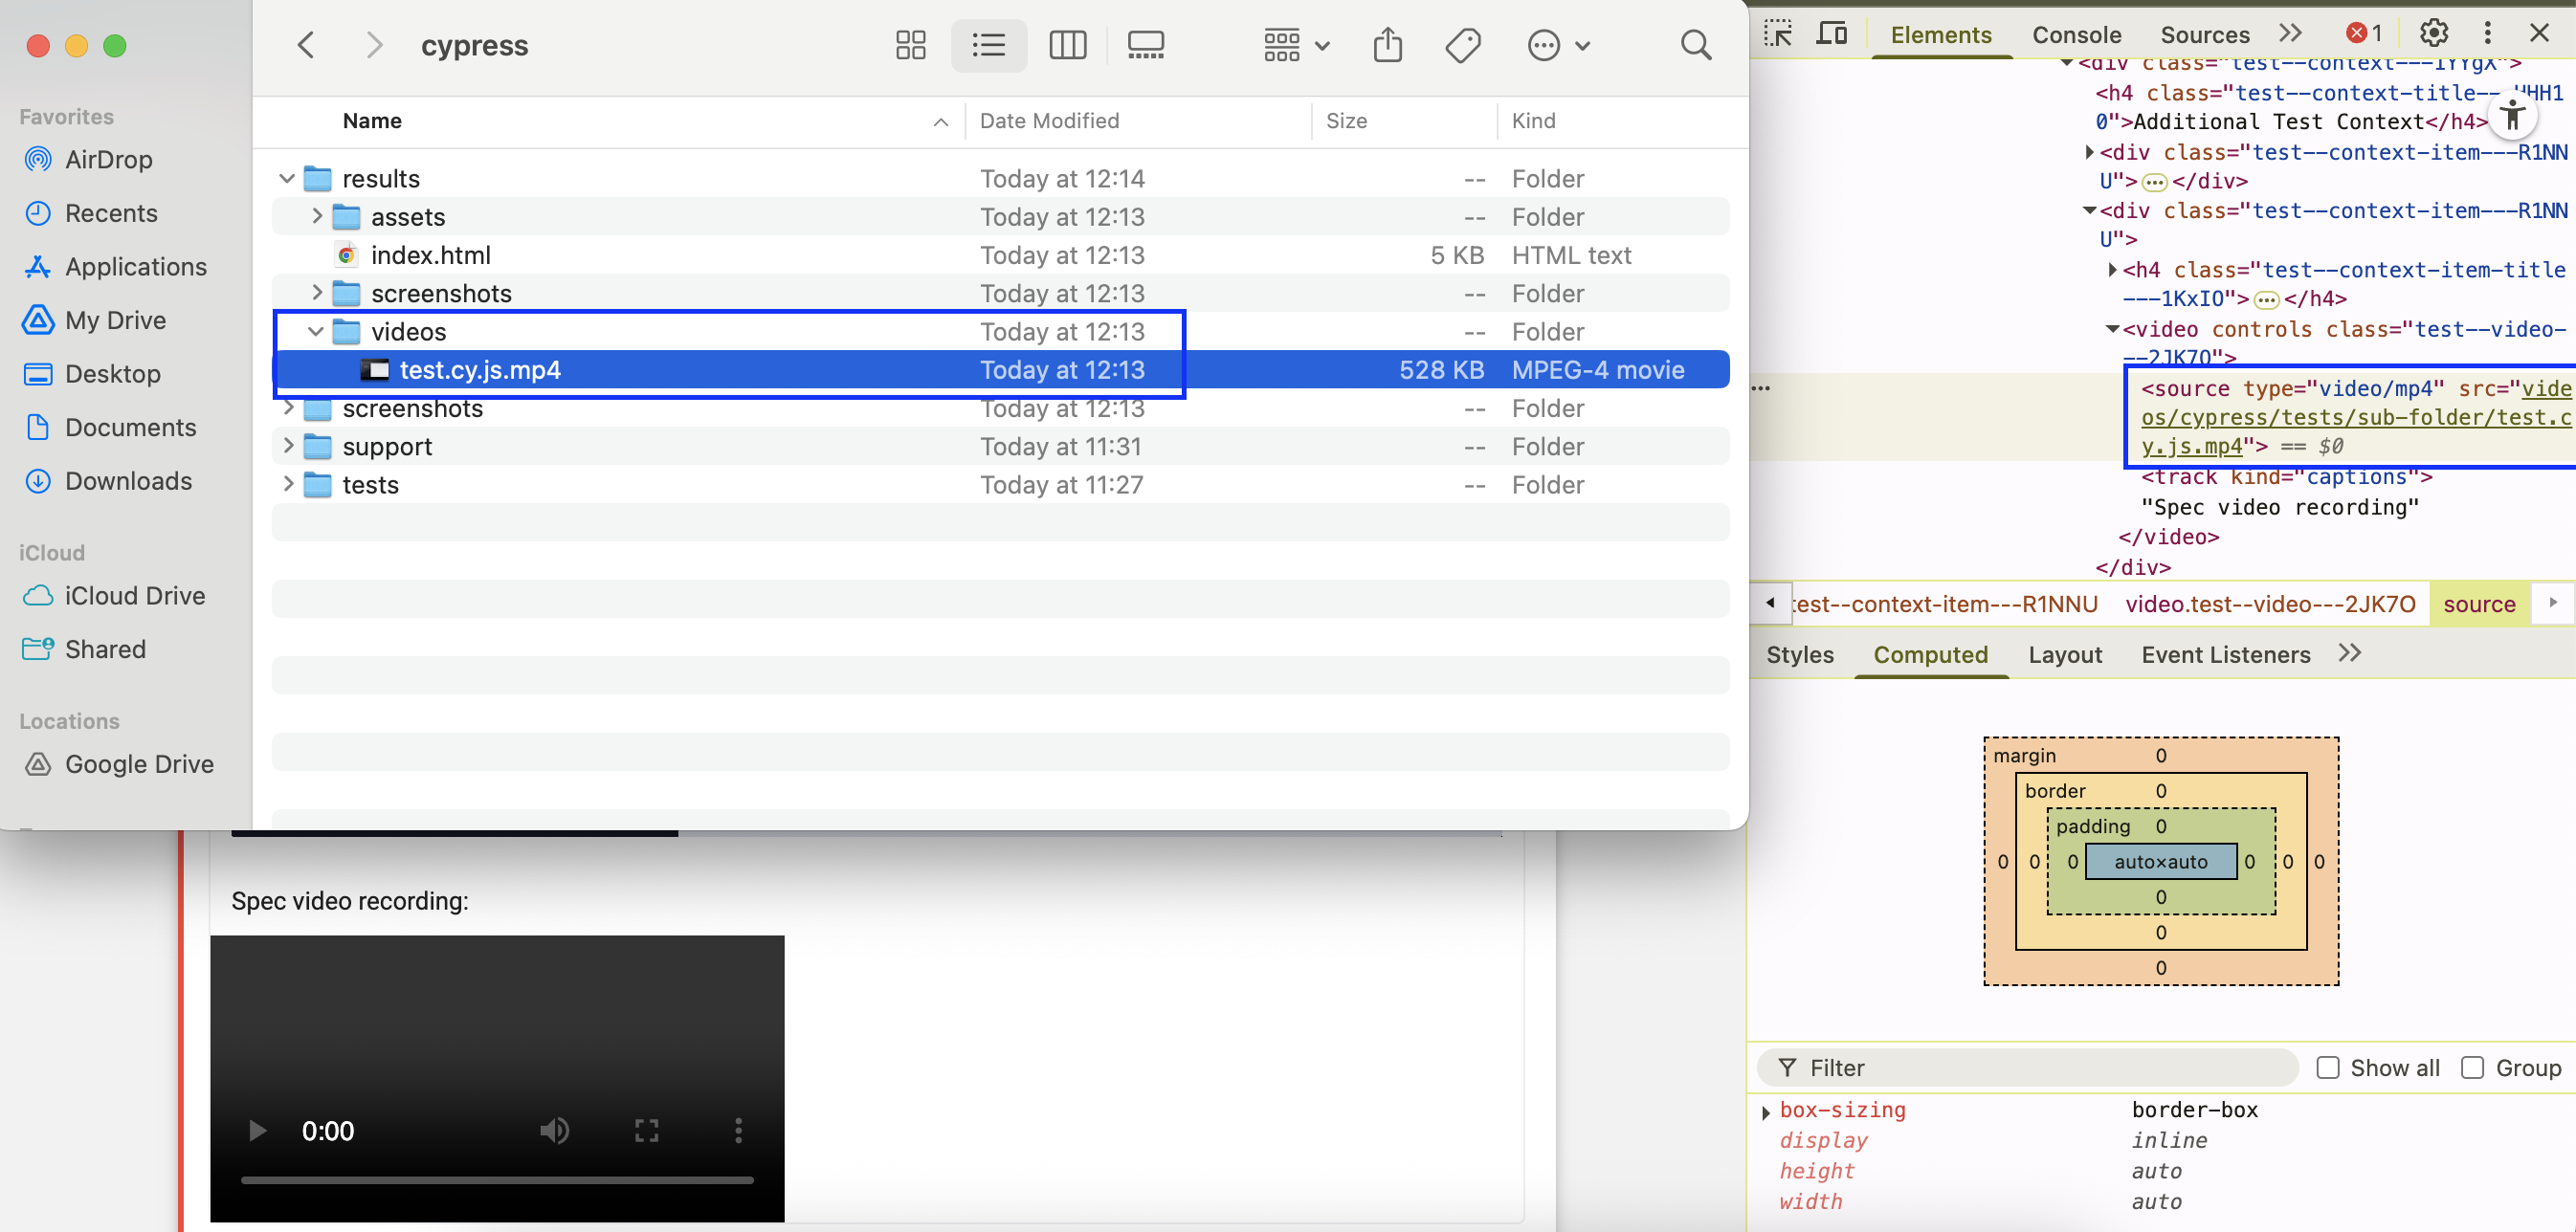 cypress
Favorites
AirDrop
Recents
Applications
My Drive
Desktop
Documents
Downloads
iCloud
iCloud Drive
Shared
Locations
Google Drive
Name Date Modified Size Kind
results Today at 12:14 -- Folder
assets Today at 12:13 -- Folder
index.html Today at 12:13 5 KB HTML text
screenshots Today at 12:13 -- Folder
videos Today at 12:13 -- Folder
test.cy.js.mp4 Today at 12:13 528 KB MPEG-4 movie
screenshots Today at 12:13 -- Folder
support Today at 11:31 -- Folder
tests Today at 11:27 -- Folder
Spec video recording:
0:00
Elements Console Sources 1
<div class="test--context---1YYgX">
<h4 class="test--context-title---HHH1
0">Additional Test Context</h4>
<div class="test--context-item---R1NN
U"> … </div>
<div class="test--context-item---R1NN
U">
<h4 class="test--context-item-title
---1KxIO"> … </h4>
<video controls class="test--video-
--2JK7O">
<source type="video/mp4" src="vide
os/cypress/tests/sub-folder/test.c
y.js.mp4"> == $0
<track kind="captions">
"Spec video recording"
</video>
</div>
test--context-item---R1NNU video.test--video---2JK7O source
Styles Computed Layout Event Listeners
margin 0
border 0
padding 0
0 0 0 auto×auto 0 0 0
0
0
0
Filter Show all Group
box-sizing border-box
display inline
height auto
width auto